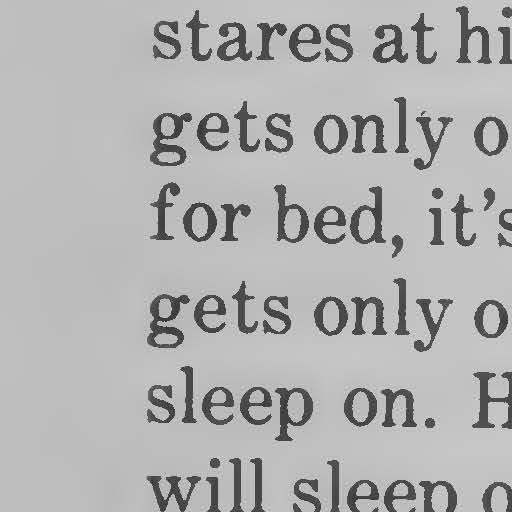 stares at hi
gets only o
for bed, it's
gets only o
sleep on. H
will sleep o